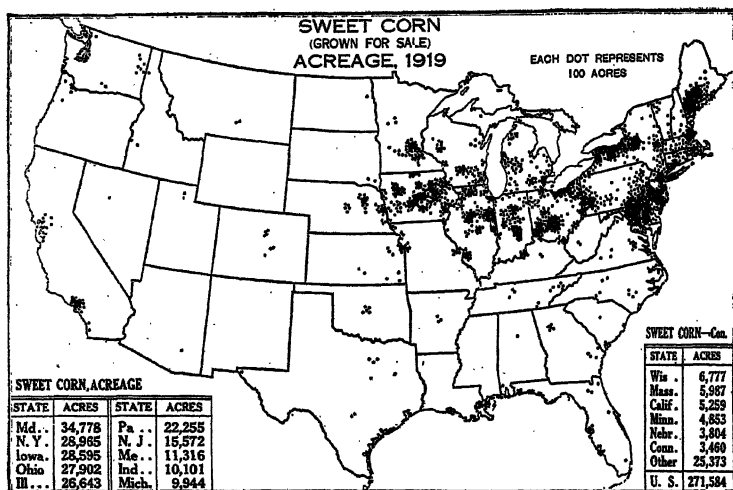 SWEET CORN
(GROWN FOR SALE)
ACREAGE, 1919
EACH DOT REPRESENTS
100 ACRES
SWEET CORN, ACREAGE
STATE ACRES STATE ACRES
Md.. 34,778 Pa .. 22,255
N. Y. 28,965 N. J. 15,572
Iowa. 28,595 Me.. 11,316
Ohio 27,902 Ind.. 10,101
Ill... 26,643 Mich. 9,944
SWEET CORN—Con.
STATE ACRES
Wis . 6,777
Mass. 5,987
Calif. 5,259
Minn. 4,853
Nebr. 3,804
Conn. 3,460
Other 25,373
U. S. 271,584